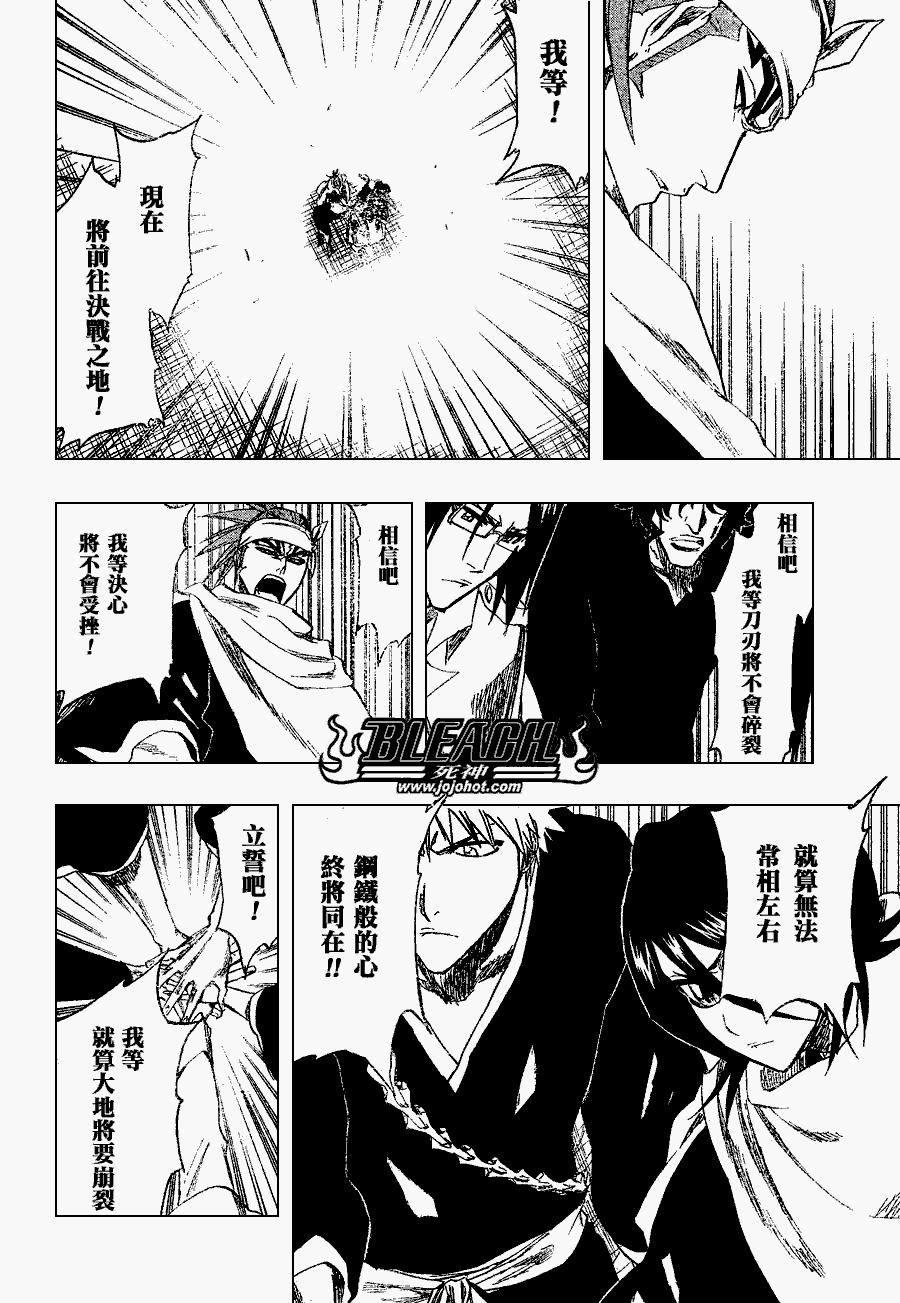 我等！
現在
將前往決戰之地！
相信吧
我等刀刃將不會碎裂
相信吧
我等決心
將不會受挫！
BLEACH
死神
www.jojohot.com
就算無法
常相左右
鋼鐵般的心
終將同在!!
立誓吧！
我等
就算大地將要崩裂